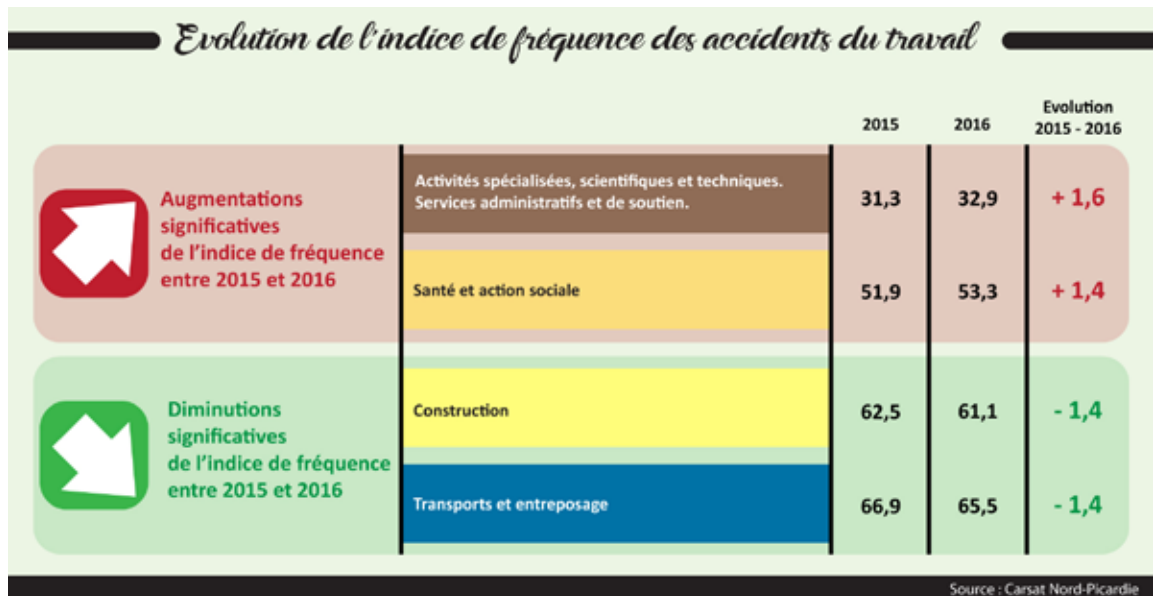 Evolution de l'indice de fréquence des accidents du travail
2015 2016 Evolution
2015 - 2016
Augmentations
significatives
de l'indice de fréquence
entre 2015 et 2016
Activités spécialisées, scientifiques et techniques.
Services administratifs et de soutien.
31,3 32,9 + 1,6
Santé et action sociale
51,9 53,3 + 1,4
Diminutions
significatives
de l'indice de fréquence
entre 2015 et 2016
Construction
62,5 61,1 - 1,4
Transports et entreposage
66,9 65,5 - 1,4
Source : Carsat Nord-Picardie